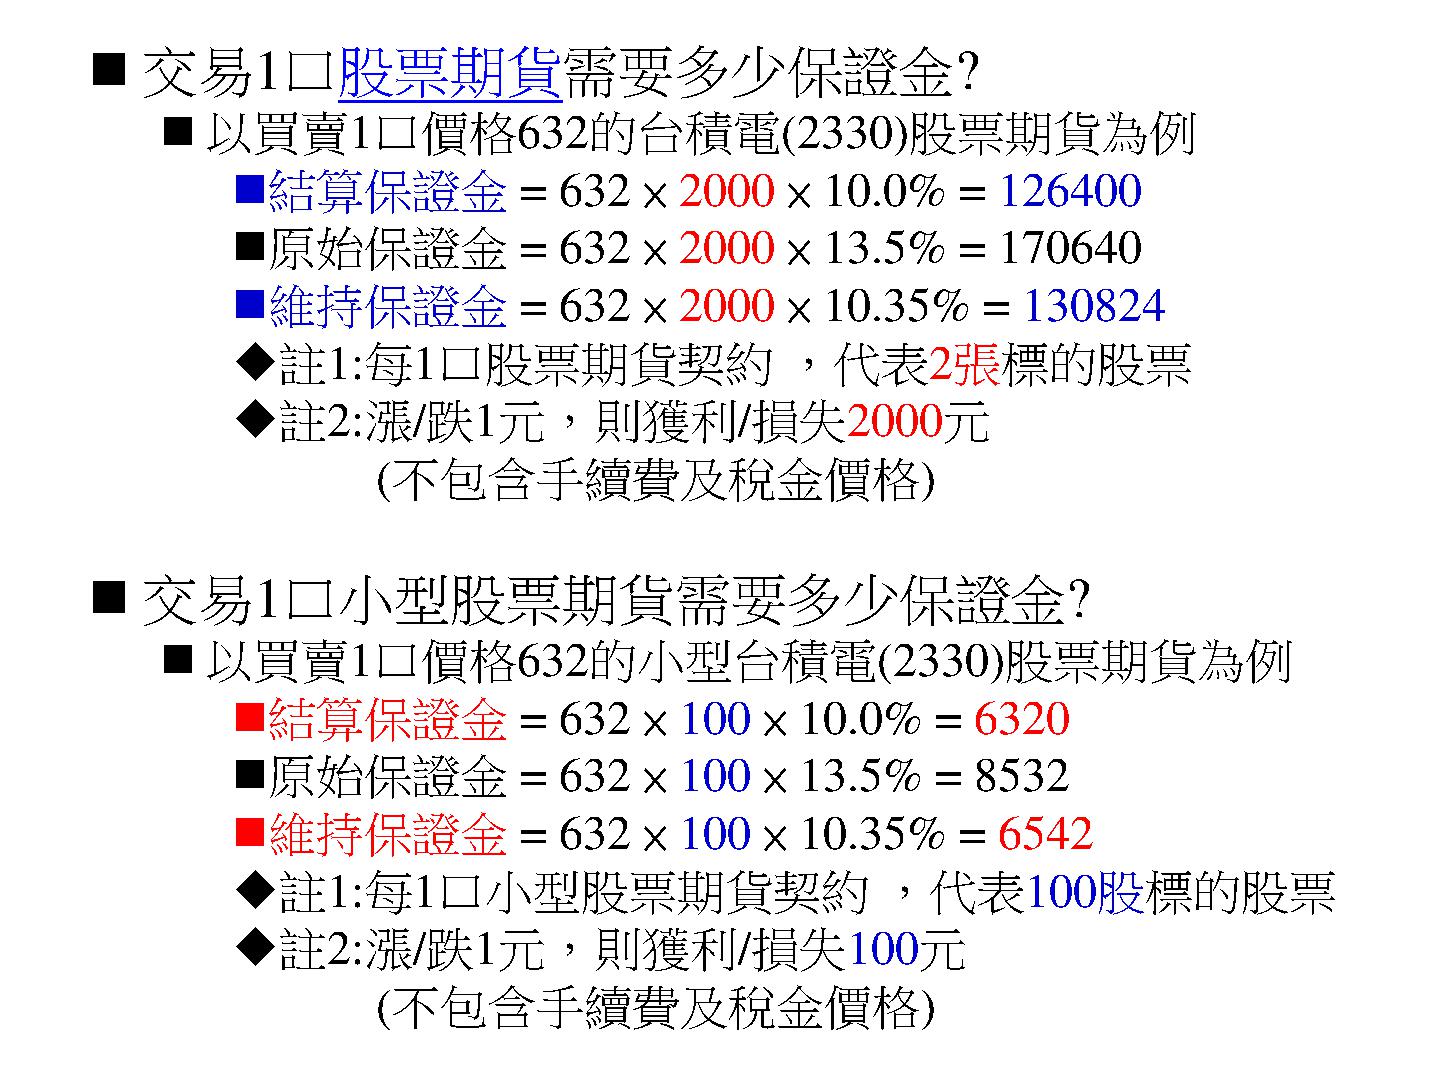 ■ 交易1口股票期貨需要多少保證金?
■ 以買賣1口價格632的台積電(2330)股票期貨為例
■結算保證金 = 632 × 2000 × 10.0% = 126400
■原始保證金 = 632 × 2000 × 13.5% = 170640
■維持保證金 = 632 × 2000 × 10.35% = 130824
◆註1:每1口股票期貨契約 ，代表2張標的股票
◆註2:漲/跌1元，則獲利/損失2000元
(不包含手續費及稅金價格)
■ 交易1口小型股票期貨需要多少保證金?
■ 以買賣1口價格632的小型台積電(2330)股票期貨為例
■結算保證金 = 632 × 100 × 10.0% = 6320
■原始保證金 = 632 × 100 × 13.5% = 8532
■維持保證金 = 632 × 100 × 10.35% = 6542
◆註1:每1口小型股票期貨契約 ，代表100股標的股票
◆註2:漲/跌1元，則獲利/損失100元
(不包含手續費及稅金價格)